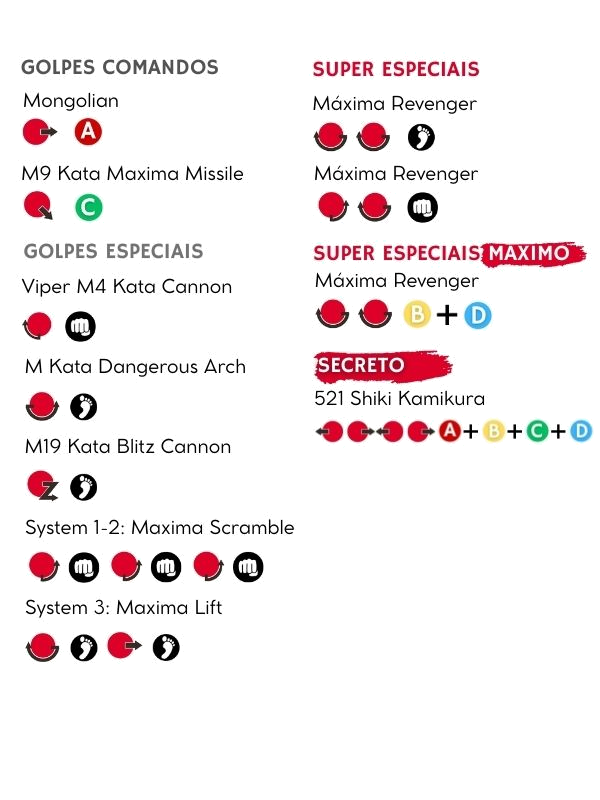 GOLPES COMANDOS
Mongolian
A
M9 Kata Maxima Missile
C
GOLPES ESPECIAIS
Viper M4 Kata Cannon
M Kata Dangerous Arch
M19 Kata Blitz Cannon
System 1-2: Maxima Scramble
System 3: Maxima Lift
SUPER ESPECIAIS
Máxima Revenger
Máxima Revenger
SUPER ESPECIAIS MAXIMO
Máxima Revenger
B + D
SECRETO
521 Shiki Kamikura
A + B + C + D